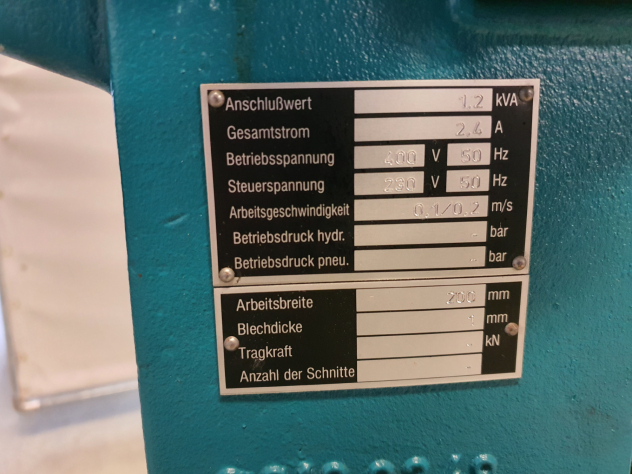 Anschlußwert 1.2 kVA
Gesamtstrom 2.4 A
Betriebsspannung 400 V 50 Hz
Steuerspannung 230 V 50 Hz
Arbeitsgeschwindigkeit 0.1/0.2 m/s
Betriebsdruck hydr. - bar
Betriebsdruck pneu. - bar
Arbeitsbreite 200 mm
Blechdicke 1 mm
Tragkraft - kN
Anzahl der Schnitte -